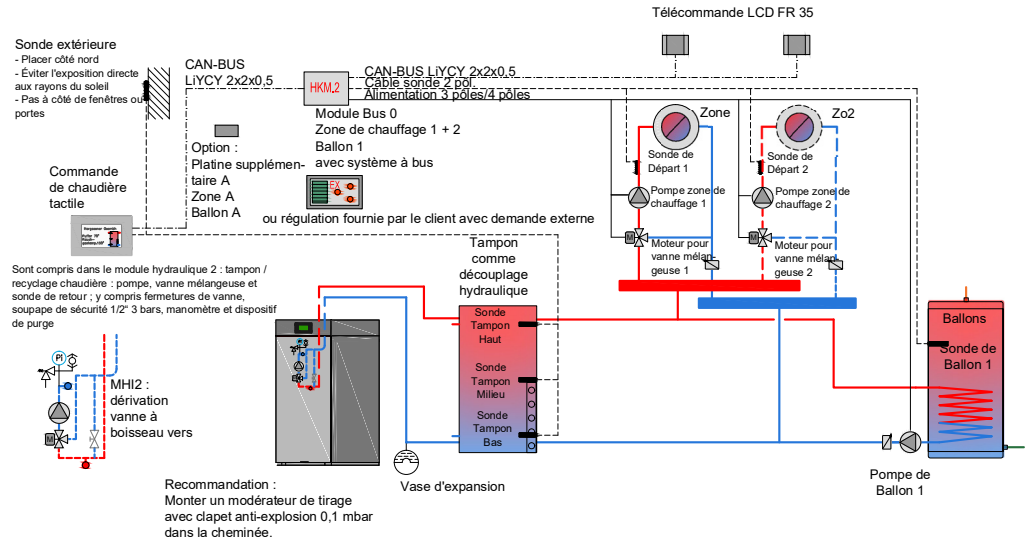 Télécommande LCD FR 35
Sonde extérieure
- Placer côté nord
- Éviter l'exposition directe
aux rayons du soleil
- Pas à côté de fenêtres ou
portes
CAN-BUS
LiYCY 2x2x0,5
HKM.2
CAN-BUS LiYCY 2x2x0,5
Câble sonde 2 pôl.
Alimentation 3 pôles/4 pôles
Module Bus 0
Zone de chauffage 1 + 2
Ballon 1
avec système à bus
Option :
Platine supplémen-
taire A
Zone A
Ballon A
EX
ou régulation fournie par le client avec demande externe
Zone
Sonde de
Départ 1
Pompe zone de
chauffage 1
M
Moteur pour
vanne mélan-
geuse 1
Zo2
Sonde de
Départ 2
Pompe zone de
chauffage 2
M
Moteur pour
vanne mélan-
geuse 2
Commande
de chaudière
tactile
Sont compris dans le module hydraulique 2 : tampon /
recyclage chaudière : pompe, vanne mélangeuse et
sonde de retour ; y compris fermetures de vanne,
soupape de sécurité 1/2" 3 bars, manomètre et dispositif
de purge
PI
M
MHI2 :
dérivation
vanne à
boisseau vers
Tampon
comme
découplage
hydraulique
Sonde
Tampon
Haut
Sonde
Tampon
Milieu
Sonde
Tampon
Bas
Vase d'expansion
Recommandation :
Monter un modérateur de tirage
avec clapet anti-explosion 0,1 mbar
dans la cheminée.
Ballons
Sonde de
Ballon 1
Pompe de
Ballon 1